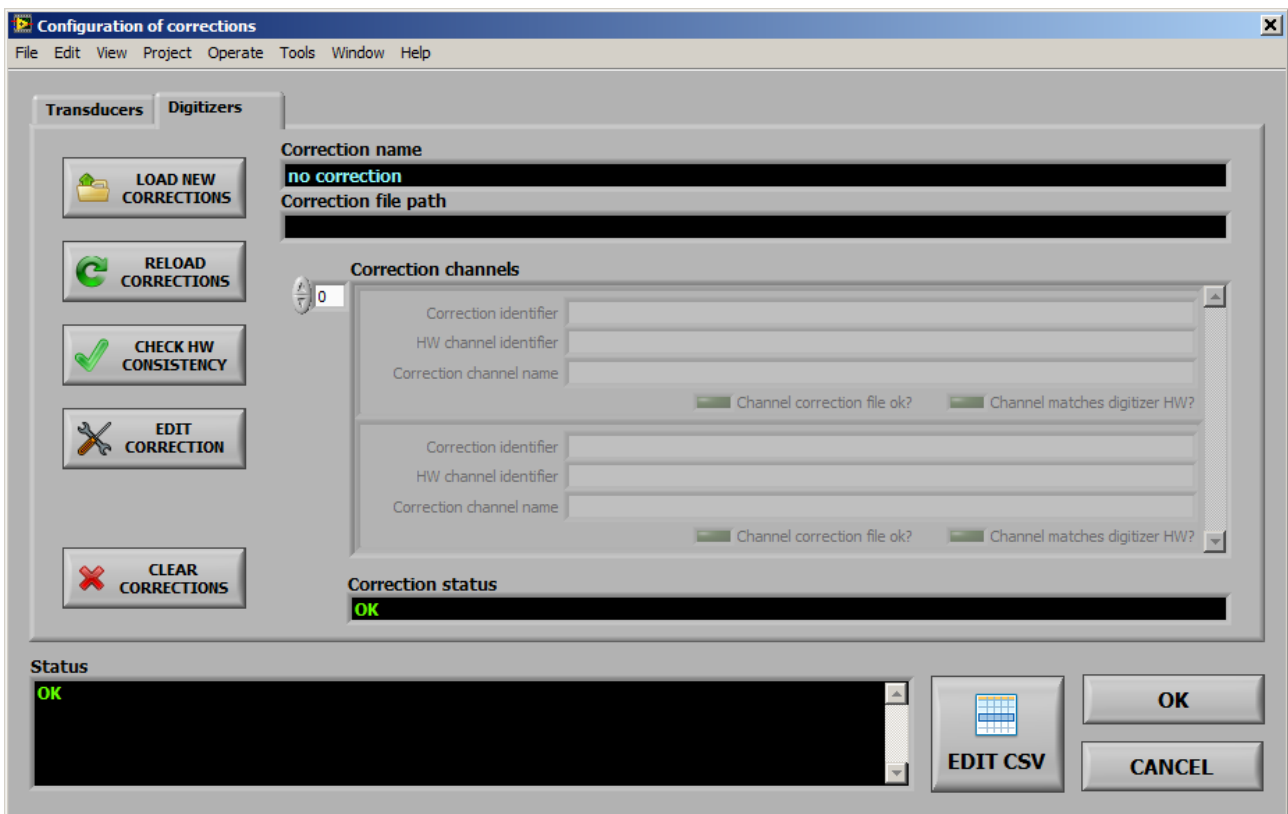 Configuration of corrections
File Edit View Project Operate Tools Window Help
Transducers Digitizers
LOAD NEW
CORRECTIONS
RELOAD
CORRECTIONS
CHECK HW
CONSISTENCY
EDIT
CORRECTION
CLEAR
CORRECTIONS
Correction name
no correction
Correction file path
Correction channels
0
Correction identifier
HW channel identifier
Correction channel name
Channel correction file ok? Channel matches digitizer HW?
Correction identifier
HW channel identifier
Correction channel name
Channel correction file ok? Channel matches digitizer HW?
Correction status
OK
Status
OK
EDIT CSV
OK
CANCEL